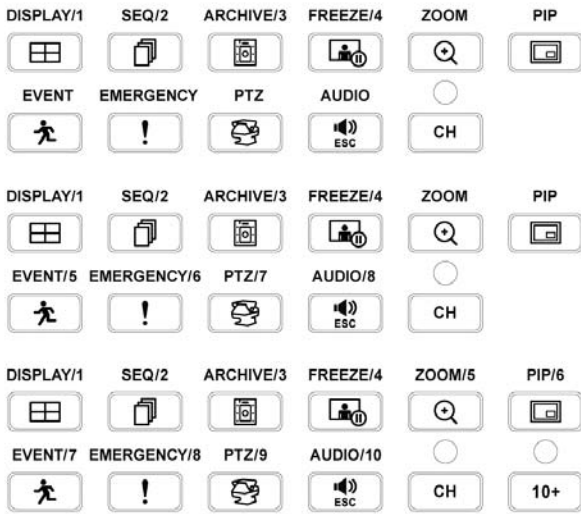 DISPLAY/1 SEQ/2 ARCHIVE/3 FREEZE/4 ZOOM PIP
EVENT EMERGENCY PTZ AUDIO
ESC CH
DISPLAY/1 SEQ/2 ARCHIVE/3 FREEZE/4 ZOOM PIP
EVENT/5 EMERGENCY/6 PTZ/7 AUDIO/8
ESC CH
DISPLAY/1 SEQ/2 ARCHIVE/3 FREEZE/4 ZOOM/5 PIP/6
EVENT/7 EMERGENCY/8 PTZ/9 AUDIO/10
! ESC CH 10+